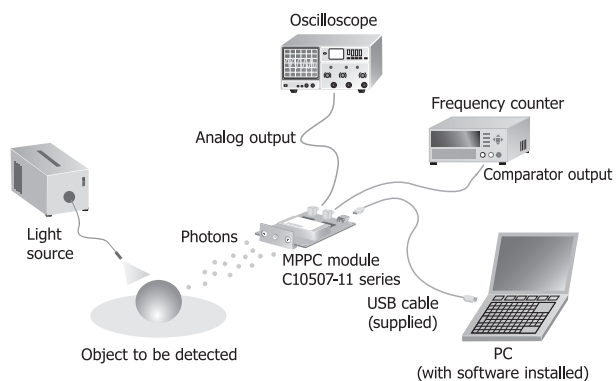 Oscilloscope
Analog output
Frequency counter
Comparator output
Light
source
Photons
MPPC module
C10507-11 series
USB cable
(supplied)
Object to be detected
PC
(with software installed)